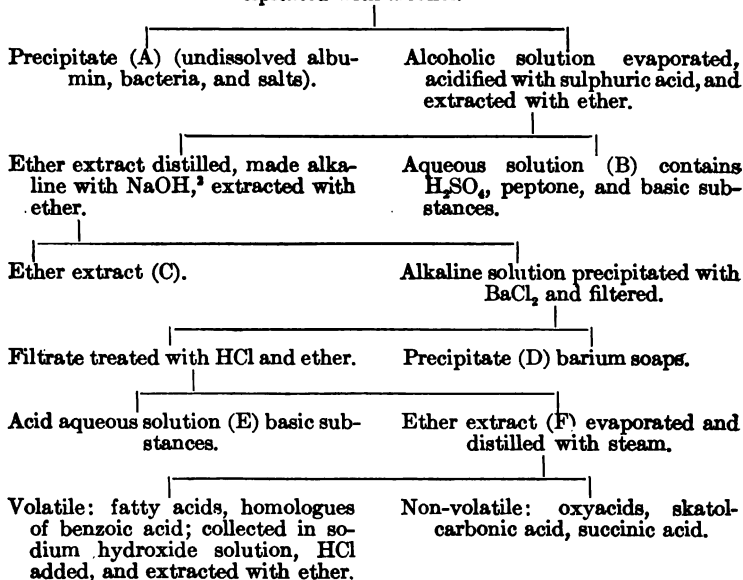 Precipitate (A) (undissolved albu-
min, bacteria, and salts).
Alcoholic solution evaporated,
acidified with sulphuric acid, and
extracted with ether.
Ether extract distilled, made alka-
line with NaOH,² extracted with
ether.
Aqueous solution (B) contains
H₂SO₄, peptone, and basic sub-
stances.
Ether extract (C).
Alkaline solution precipitated with
BaCl₂ and filtered.
Filtrate treated with HCl and ether.
Precipitate (D) barium soaps.
Acid aqueous solution (E) basic sub-
stances.
Ether extract (F) evaporated and
distilled with steam.
Volatile: fatty acids, homologues
of benzoic acid; collected in so-
dium hydroxide solution, HCl
added, and extracted with ether.
Non-volatile: oxyacids, skatol-
carbonic acid, succinic acid.